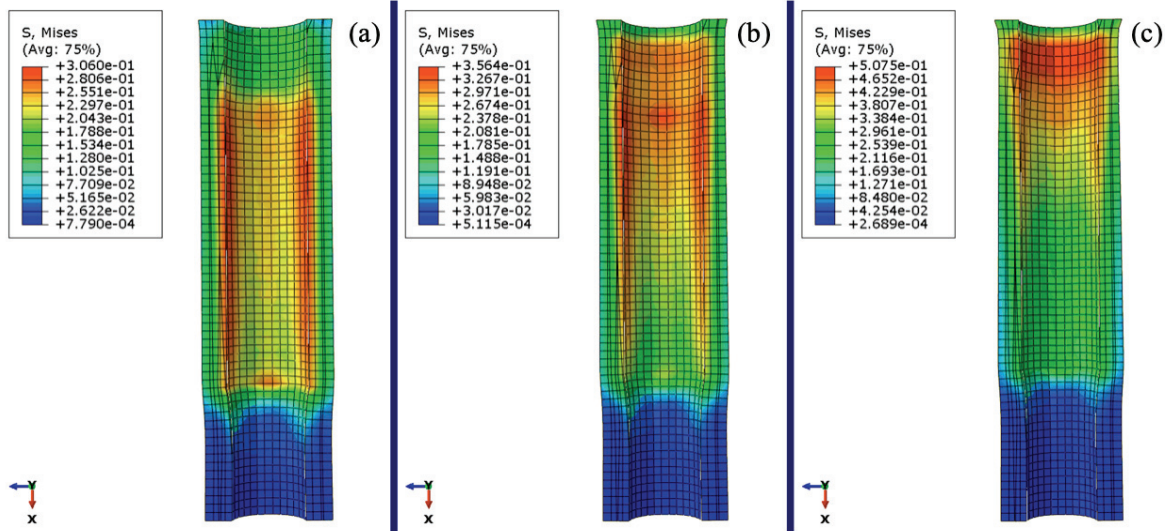 S, Mises
(Avg: 75%)
+3.060e-01
+2.806e-01
+2.551e-01
+2.297e-01
+2.043e-01
+1.788e-01
+1.534e-01
+1.280e-01
+1.025e-01
+7.709e-02
+5.165e-02
+2.622e-02
+7.790e-04
(a)
Y
X
S, Mises
(Avg: 75%)
+3.564e-01
+3.267e-01
+2.971e-01
+2.674e-01
+2.378e-01
+2.081e-01
+1.785e-01
+1.488e-01
+1.191e-01
+8.948e-02
+5.983e-02
+3.017e-02
+5.115e-04
(b)
Y
X
S, Mises
(Avg: 75%)
+5.075e-01
+4.652e-01
+4.229e-01
+3.807e-01
+3.384e-01
+2.961e-01
+2.539e-01
+2.116e-01
+1.693e-01
+1.271e-01
+8.480e-02
+4.254e-02
+2.689e-04
(c)
Y
X